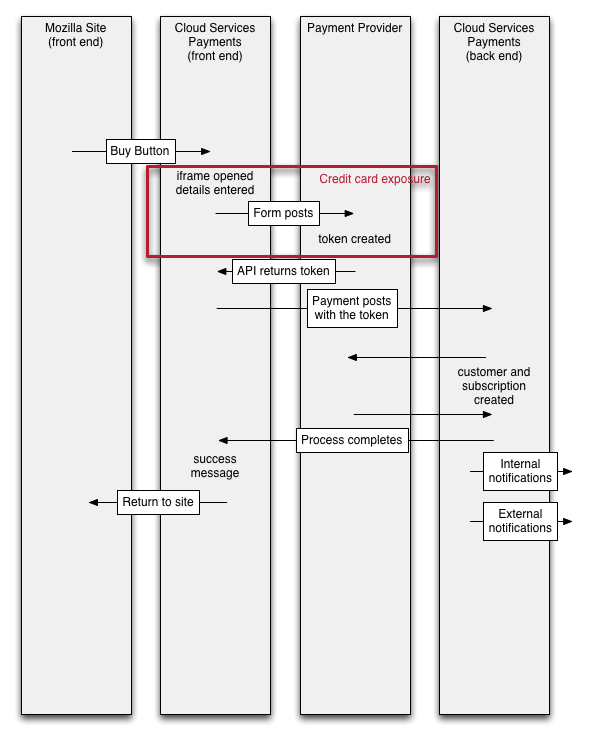 Mozilla Site
(front end)
Cloud Services
Payments
(front end)
Payment Provider
Cloud Services
Payments
(back end)
Buy Button
iframe opened
details entered
Credit card exposure
Form posts
token created
API returns token
Payment posts
with the token
customer and
subscription
created
Process completes
success
message
Internal
notifications
Return to site
External
notifications